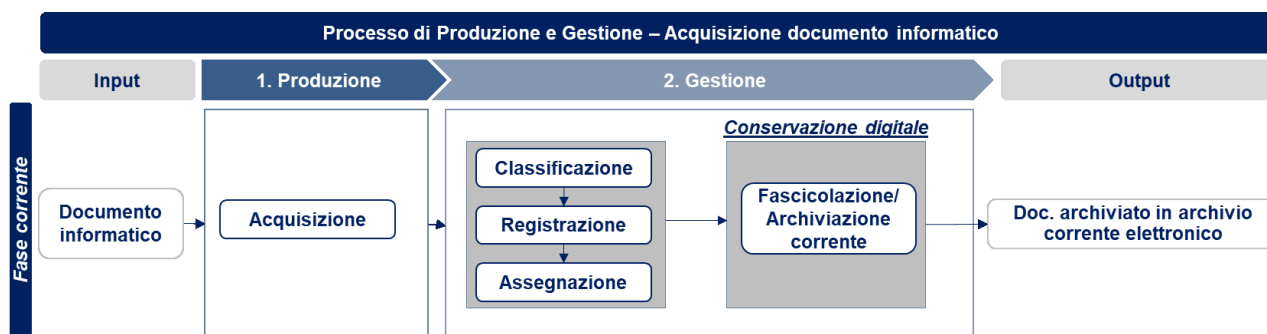 Processo di Produzione e Gestione – Acquisizione documento informatico
Input
1. Produzione
2. Gestione
Output
Fase corrente
Documento
informatico
Acquisizione
Classificazione
Registrazione
Assegnazione
Conservazione digitale
Fascicolazione/
Archiviazione
corrente
Doc. archiviato in archivio
corrente elettronico